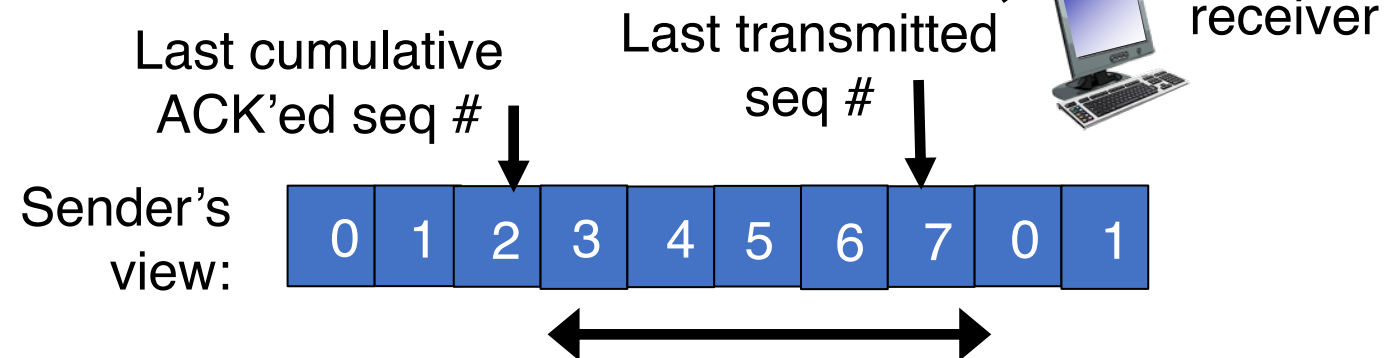 receiver
Last cumulative
ACK’ed seq #
Last transmitted
seq #
Sender’s
view:
0 1 2 3 4 5 6 7 0 1